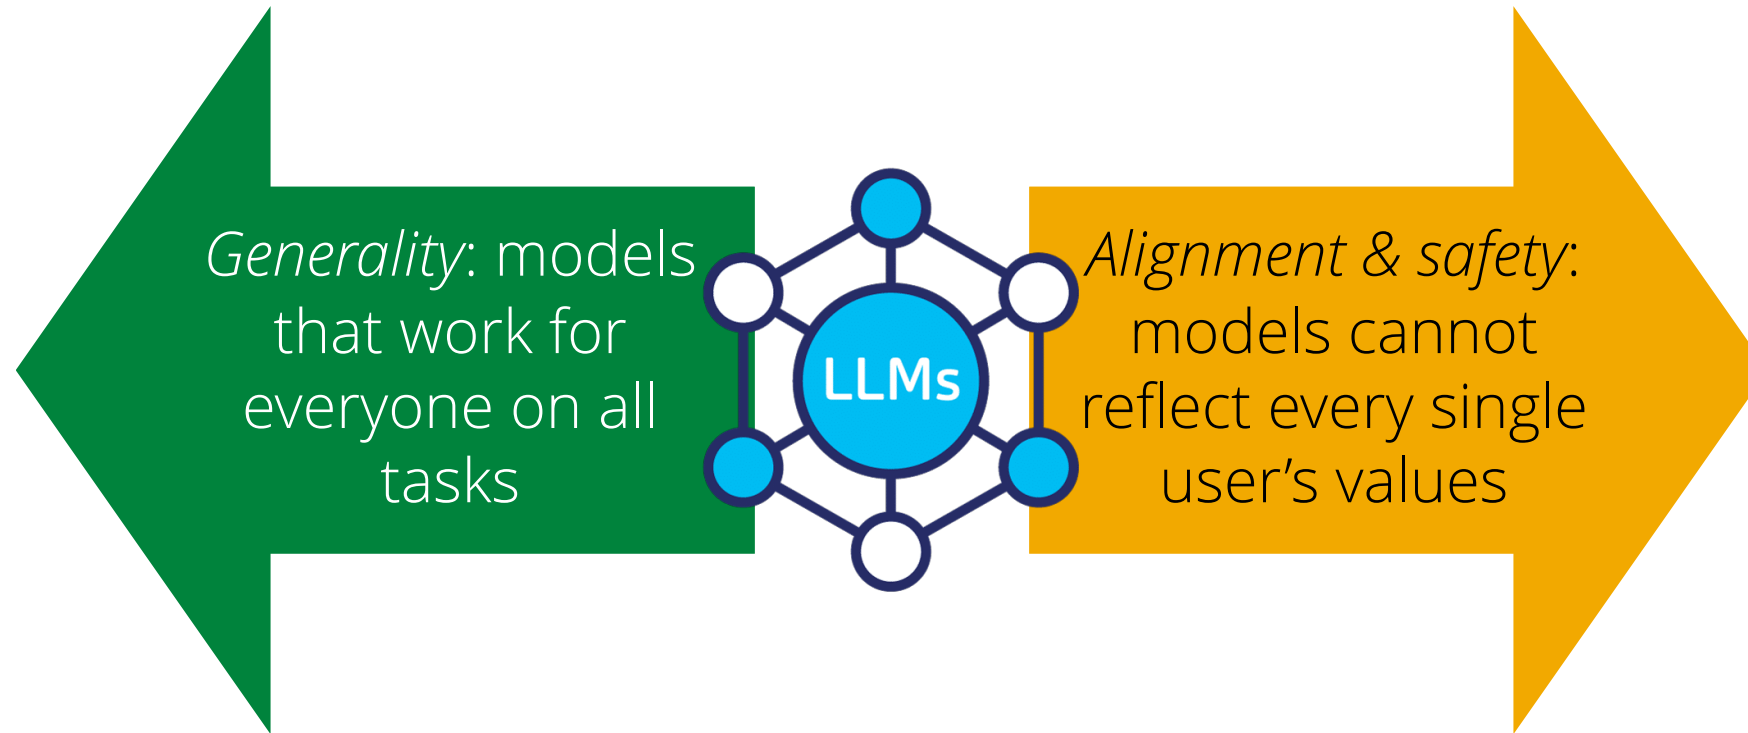 Generality: models
that work for
everyone on all
tasks
LLMs
Alignment & safety:
models cannot
reflect every single
user’s values